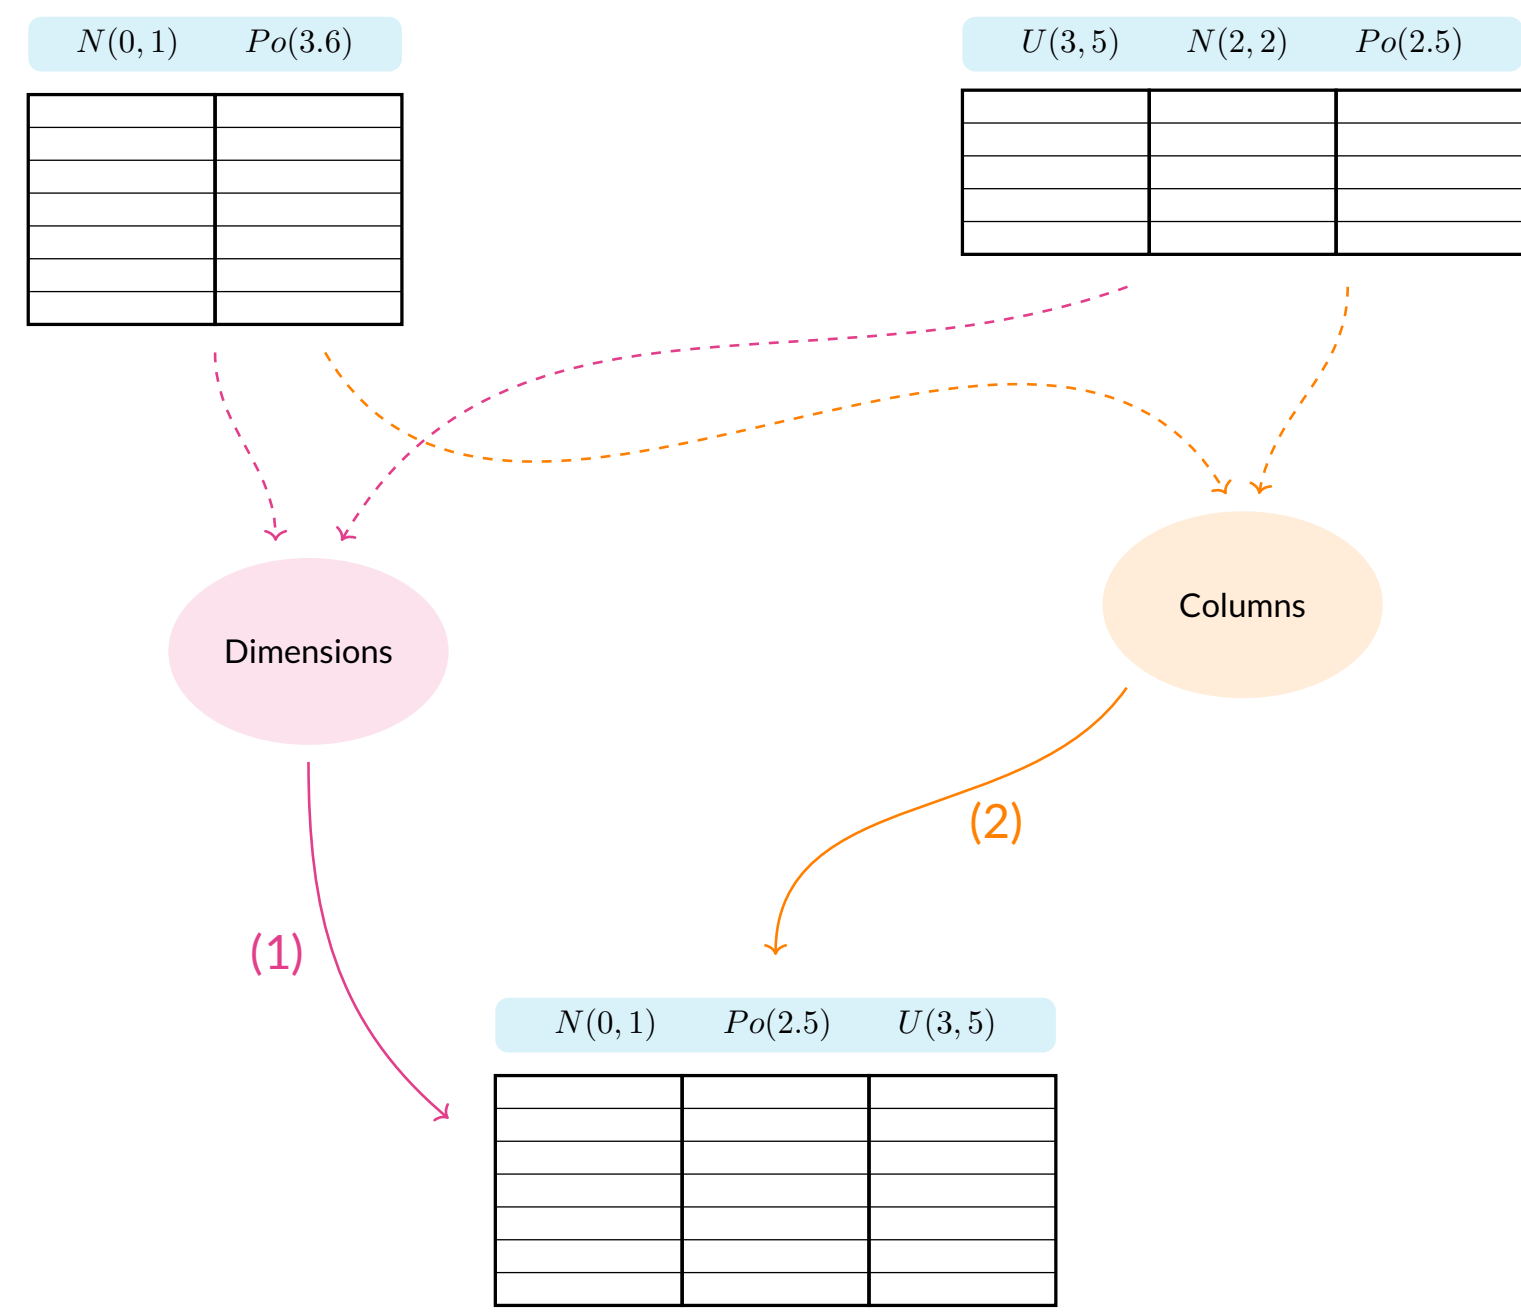 N(0, 1) Po(3.6)
U(3, 5) N(2, 2) Po(2.5)
Columns
Dimensions
(2)
(1)
N(0, 1) Po(2.5) U(3, 5)